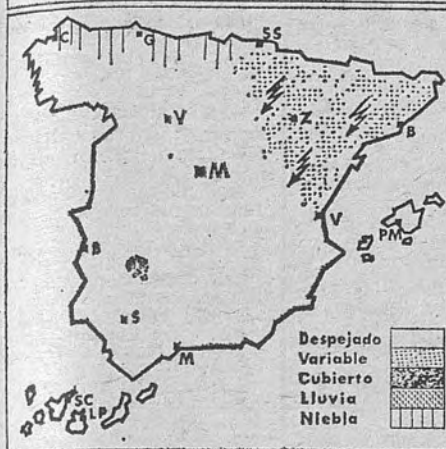 C
G
SS
V
Z
M
B
V
PM
B
S
M
SC
LP
Despejado
Variable
Cubierto
Lluvia
Niebla